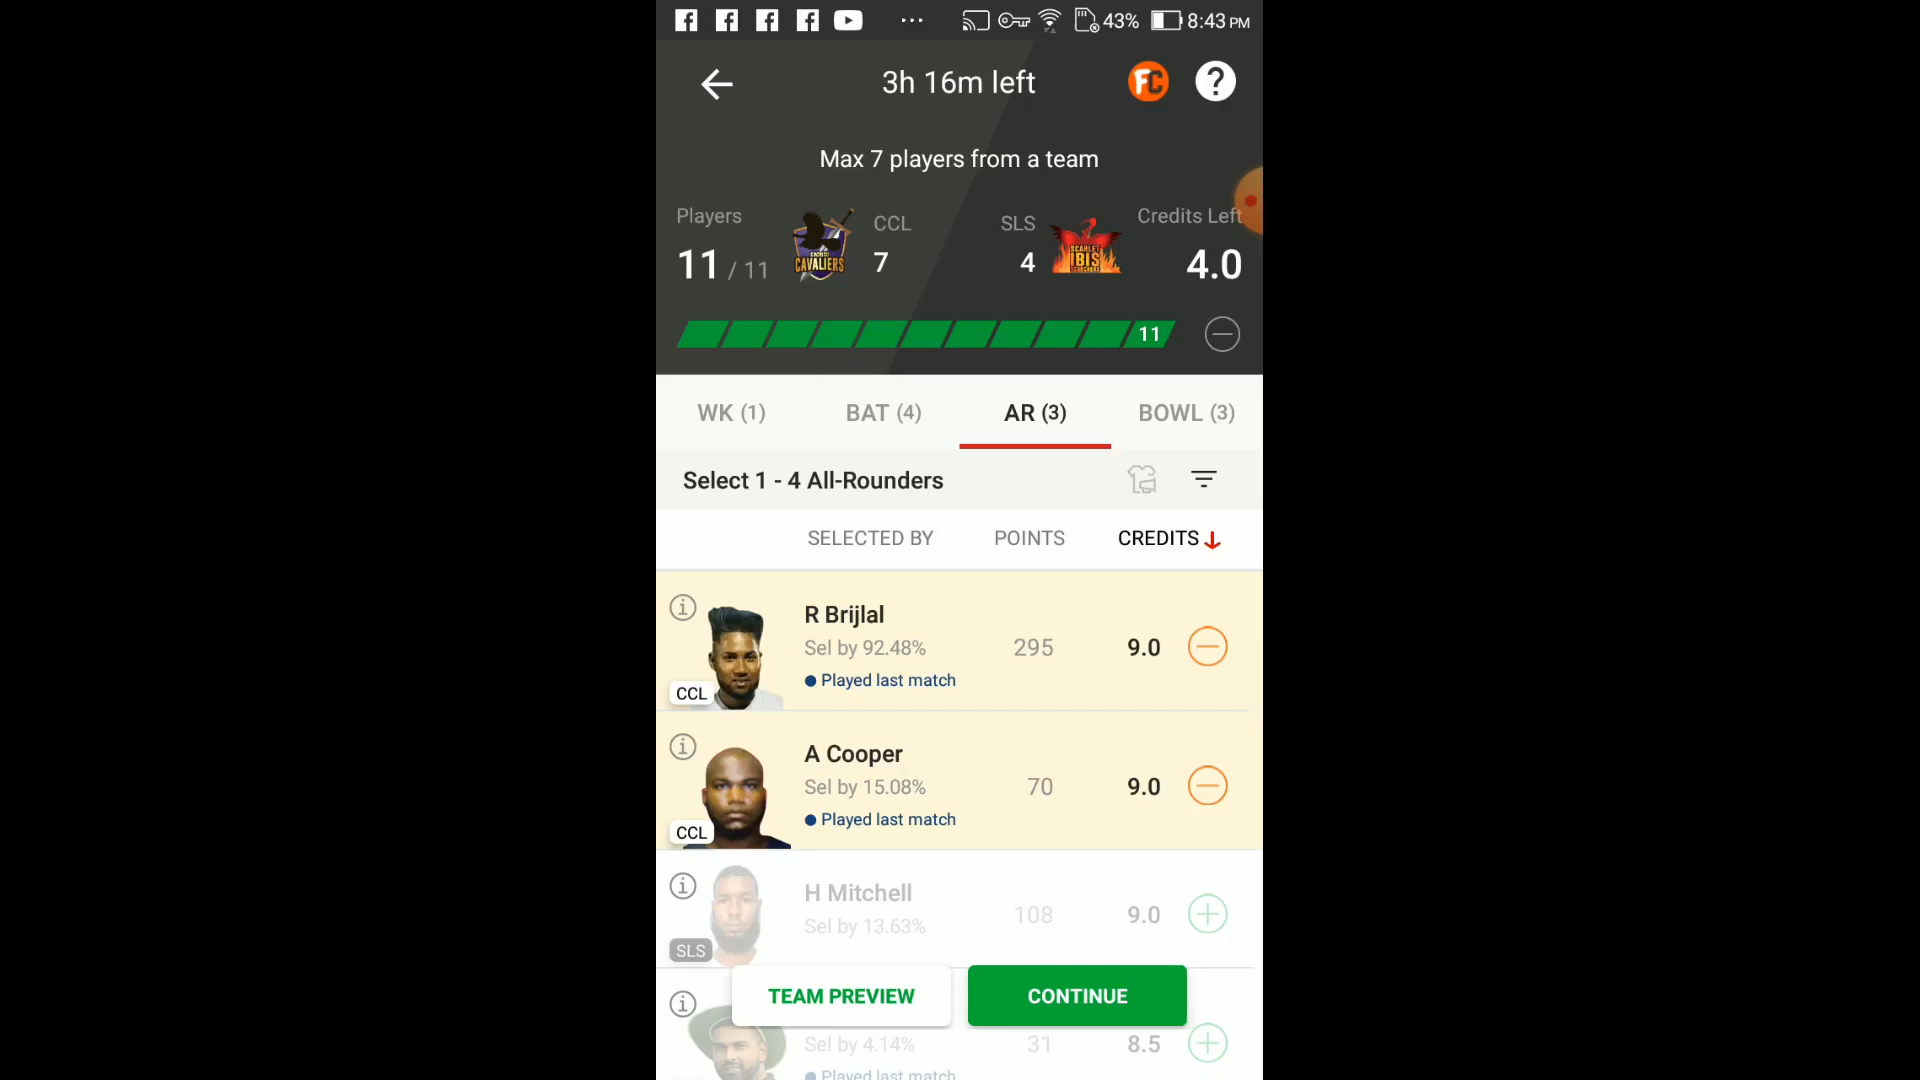 43% 8:43 PM
3h 16m left
FC ?
Max 7 players from a team
Players CCL SLS Credits Left
11 / 11 7 4 4.0
CAVALIERS
SCARLET
IBIS
11
WK (1) BAT (4) AR (3) BOWL (3)
Select 1 - 4 All-Rounders
SELECTED BY POINTS CREDITS
R Brijlal
Sel by 92.48% 295 9.0
Played last match
CCL
A Cooper
Sel by 15.08% 70 9.0
Played last match
CCL
H Mitchell
Sel by 13.63% 108 9.0
SLS
TEAM PREVIEW CONTINUE
Sel by 4.14% 31 8.5
Played last match